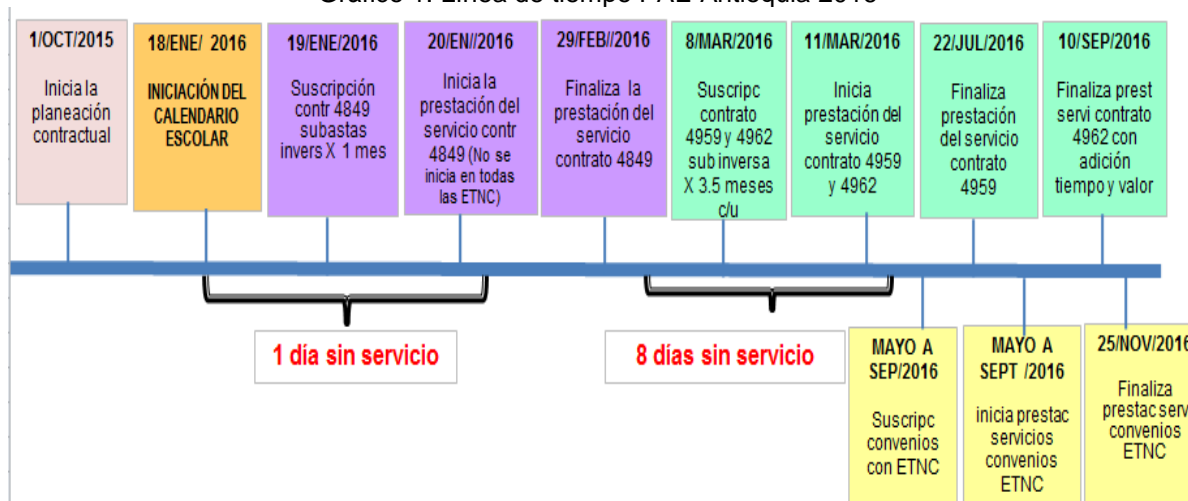 Gráfico 1. Línea de tiempo PAE Antioquia 2016
1/OCT/2015
Inicia la
planeación
contractual
18/ENE/ 2016
INICIACIÓN DEL
CALENDARIO
ESCOLAR
19/ENE/2016
Suscripción
contr 4849
subastas
invers X 1 mes
20/EN//2016
Inicia la
prestación del
servicio contr
4849 (No se
inicia en todas
las ETNC)
29/FEB//2016
Finaliza la
prestación del
servicio
contrato 4849
8/MAR/2016
Suscripc
contrato
4959 y 4962
sub inversa
X 3.5 meses
c/u
11/MAR/2016
Inicia
prestación del
servicio
contrato 4959
y 4962
22/JUL/2016
Finaliza
prestación
del servicio
contrato
4959
10/SEP/2016
Finaliza prest
servi contrato
4962 con
adición
tiempo y valor
1 día sin servicio
8 días sin servicio
MAYO A
SEP/2016
Suscripc
convenios
con ETNC
MAYO A
SEPT /2016
inicia prestac
servicios
convenios
ETNC
25/NOV/2016
Finaliza
prestac serv
convenios
ETNC